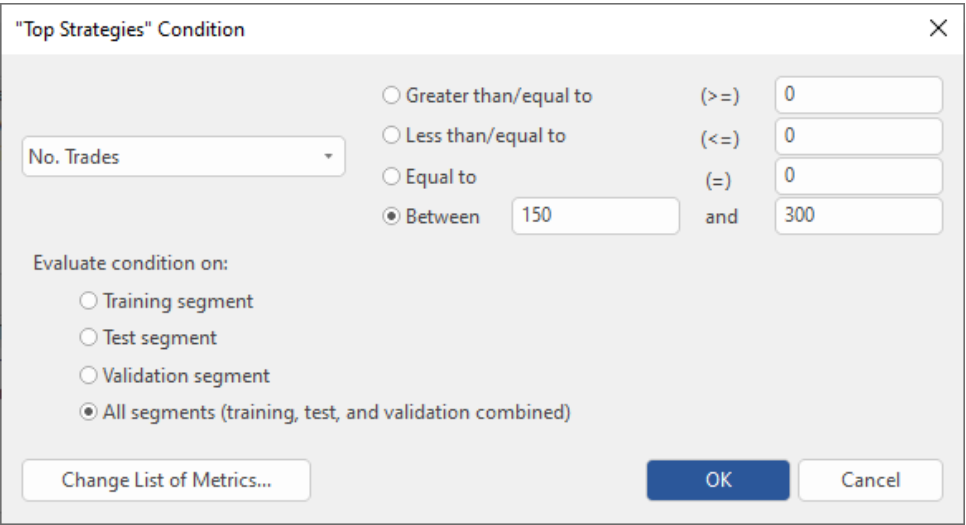 "Top Strategies" Condition
No. Trades
Greater than/equal to (>=) 0
Less than/equal to (<=) 0
Equal to (=) 0
Between 150 and 300
Evaluate condition on:
Training segment
Test segment
Validation segment
All segments (training, test, and validation combined)
Change List of Metrics... OK Cancel